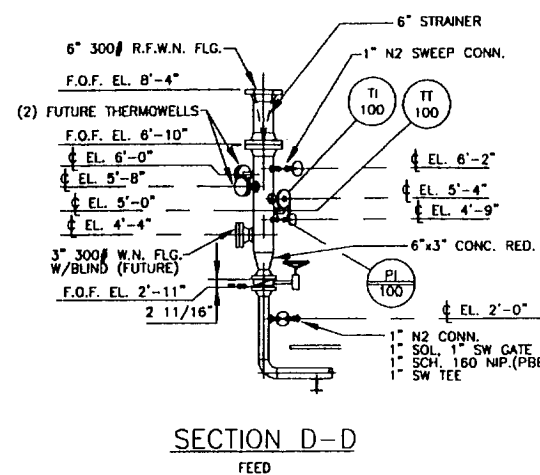 6" STRAINER
6" 300# R.F.W.N. FLG.
1" N2 SWEEP CONN.
F.O.F. EL. 8'-4"
TI
100
TT
100
(2) FUTURE THERMOWELLS
F.O.F. EL. 6'-10"
℄ EL. 6'-0"
℄ EL. 6'-2"
℄ EL. 5'-8"
℄ EL. 5'-4"
℄ EL. 5'-0"
℄ EL. 4'-9"
℄ EL. 4'-4"
3" 300# W.N. FLG.
W/BLIND (FUTURE)
6"x3" CONC. RED.
PI
100
F.O.F. EL. 2'-11"
2 11/16"
℄ EL. 2'-0"
1" N2 CONN.
1" SOL, 1" SW GATE
1" SCH. 160 NIP.(PBE
1" SW TEE
SECTION D-D
FEED